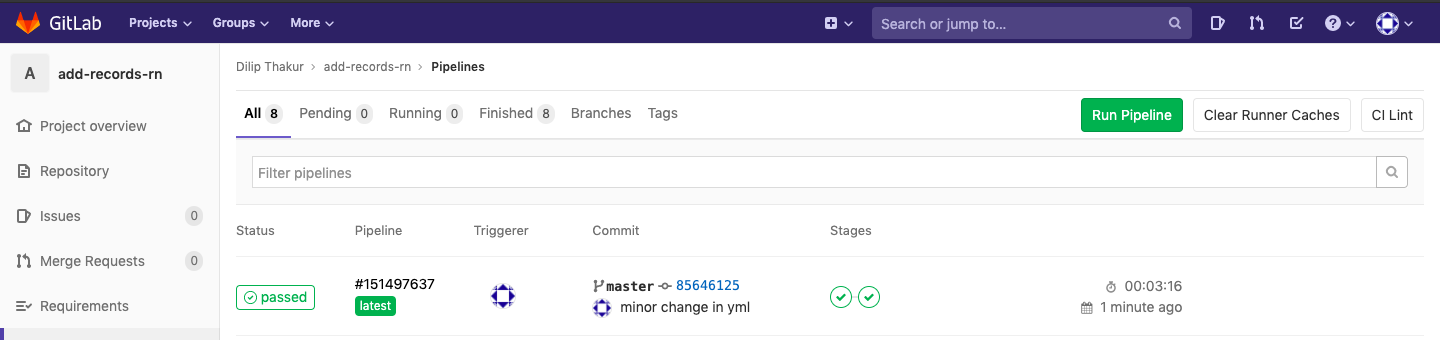 GitLab Projects Groups More Search or jump to...
A add-records-rn
Project overview
Repository
Issues 0
Merge Requests 0
Requirements
Dilip Thakur > add-records-rn > Pipelines
All 8 Pending 0 Running 0 Finished 8 Branches Tags Run Pipeline Clear Runner Caches CI Lint
Filter pipelines
Status Pipeline Triggerer Commit Stages
passed #151497637 master 85646125 00:03:16
latest minor change in yml 1 minute ago